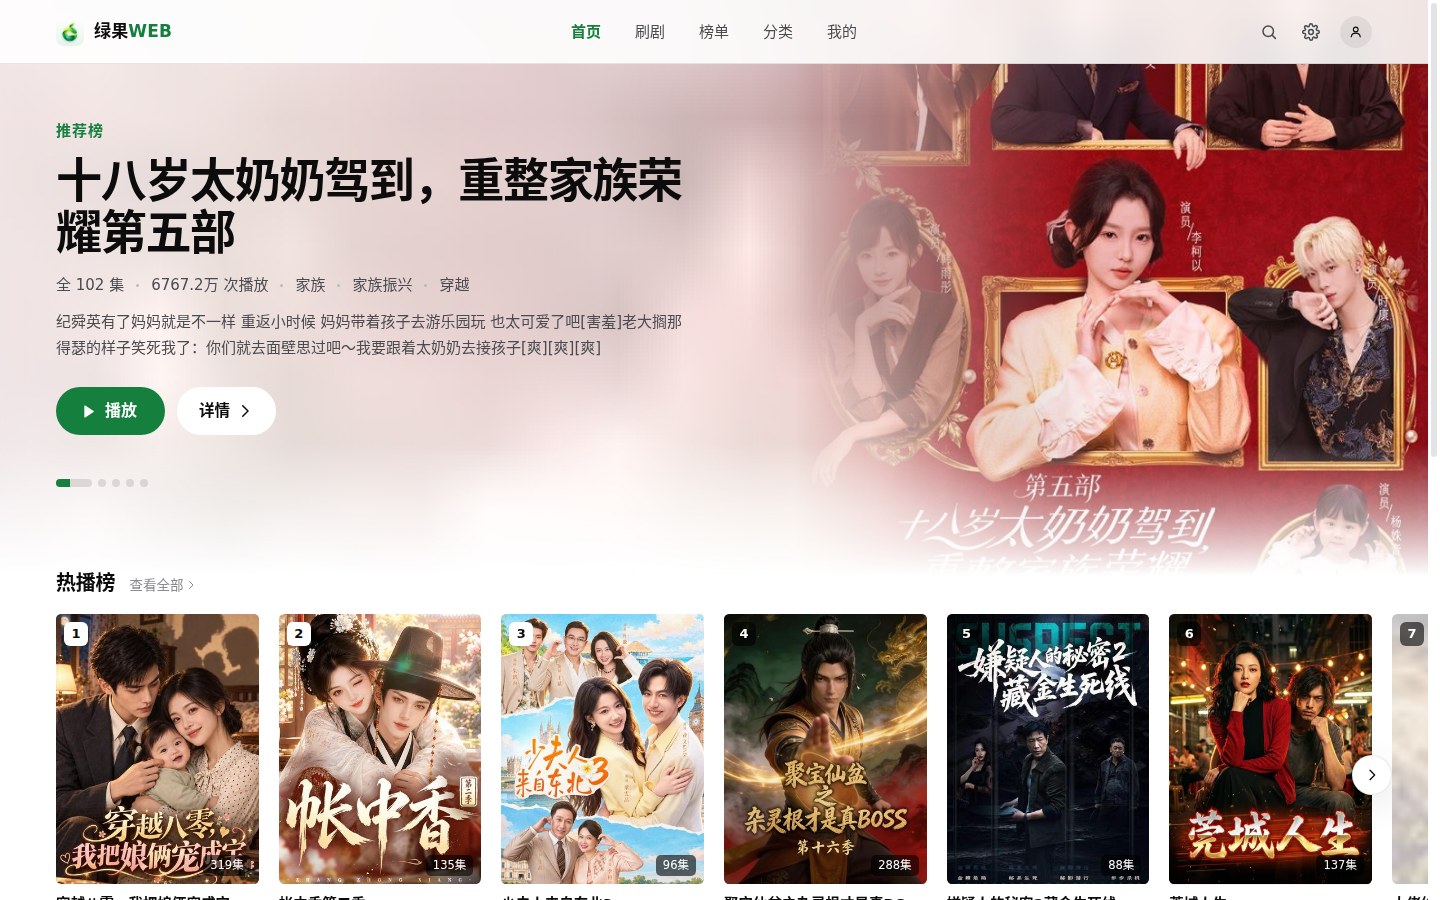 绿果WEB
首页 刷剧 榜单 分类 我的
推荐榜
十八岁太奶奶驾到，重整家族荣
耀第五部
全 102 集 · 6767.2万 次播放 · 家族 · 家族振兴 · 穿越
纪舜英有了妈妈就是不一样 重返小时候 妈妈带着孩子去游乐园玩 也太可爱了吧[害羞]老大搁那
得瑟的样子笑死我了：你们就去面壁思过吧～我要跟着太奶奶去接孩子[爽][爽][爽]
播放
详情
演员/李柯以
第五部
十八岁太奶奶驾到,
重整家族荣耀
热播榜 查看全部
1
穿越八零,
我把娘俩宠成宝
319集
2
帐中香
第二季
135集
3
少夫人
来自东北3
96集
4
聚宝仙盆
之
杂灵根才是真BOSS
第十六季
288集
5
嫌疑人的秘密2
藏金生死线
88集
6
莞城人生
137集
7